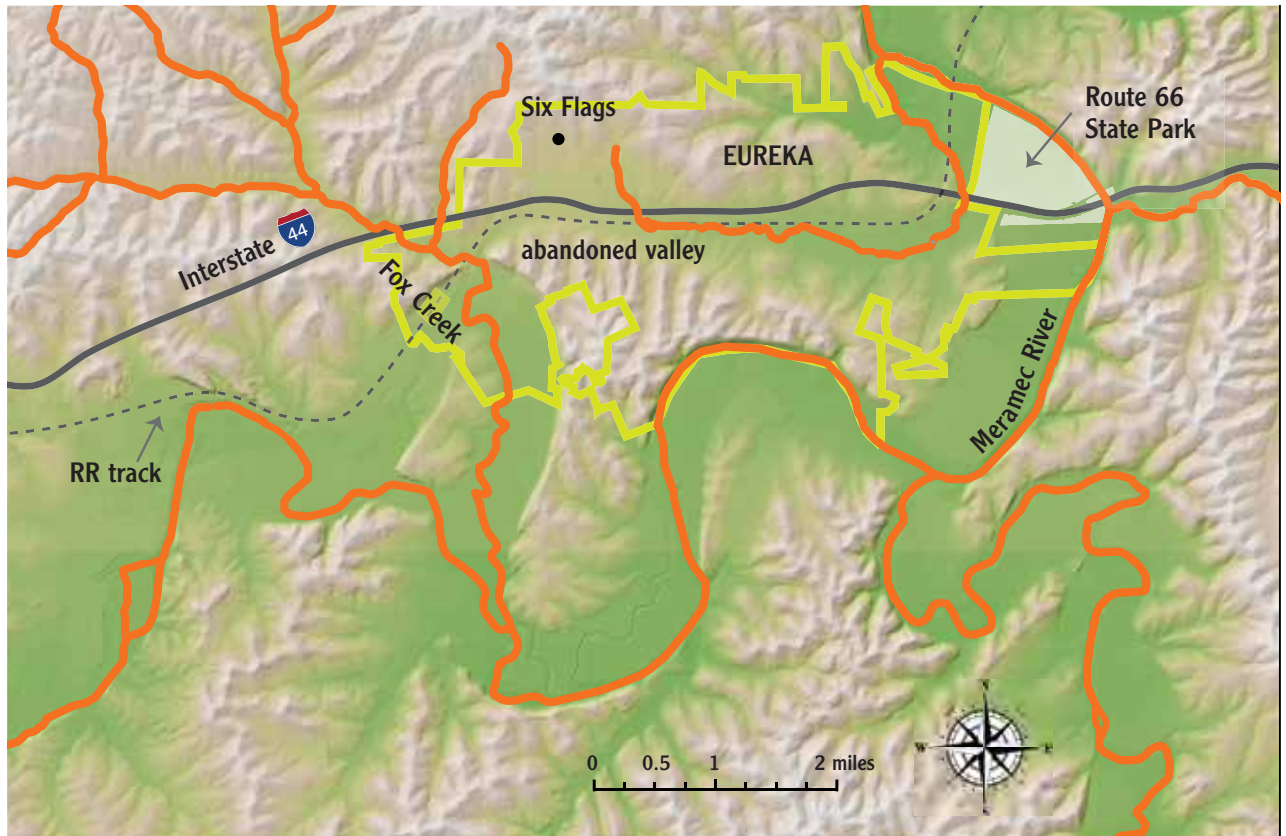 Six Flags
Route 66
State Park
EUREKA
Interstate
44
abandoned valley
Fox Creek
Meramec River
RR track
0 0.5 1 2 miles
N
W E
S